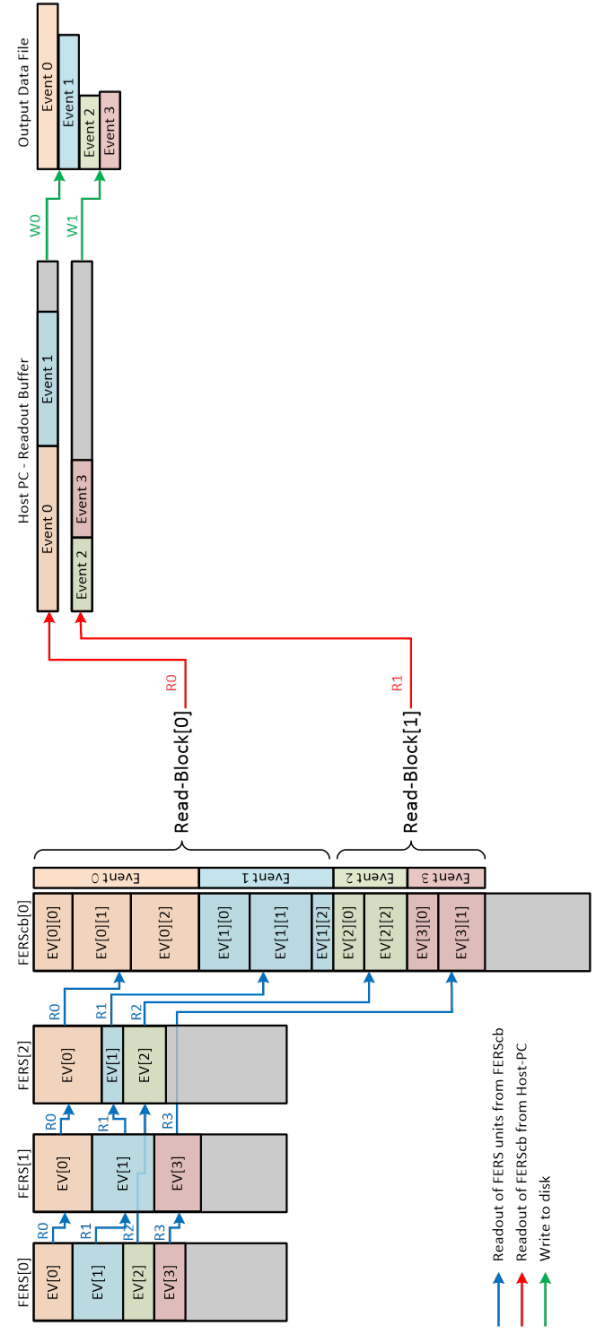 FERS[0]
EV[0]
EV[1]
EV[2]
EV[3]
R0
R1
R2
R3
FERS[1]
EV[0]
EV[1]
EV[3]
R0
R1
R3
FERS[2]
EV[0]
EV[1]
EV[2]
R0
R1
R2
FERScb[0]
EV[0][0]
EV[0][1]
EV[0][2]
EV[1][0]
EV[1][1]
EV[1][2]
EV[2][0]
EV[2][2]
EV[3][0]
EV[3][1]
Event 0
Event 1
Event 2
Event 3
Read-Block[0]
Read-Block[1]
R0
R1
Host PC - Readout Buffer
Event 0
Event 1
Event 2
Event 3
W0
W1
Output Data File
Event 0
Event 1
Event 2
Event 3
Readout of FERS units from FERScb
Readout of FERScb from Host-PC
Write to disk